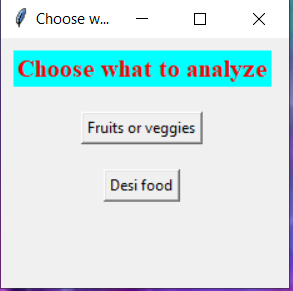 Choose w...
Choose what to analyze
Fruits or veggies
Desi food